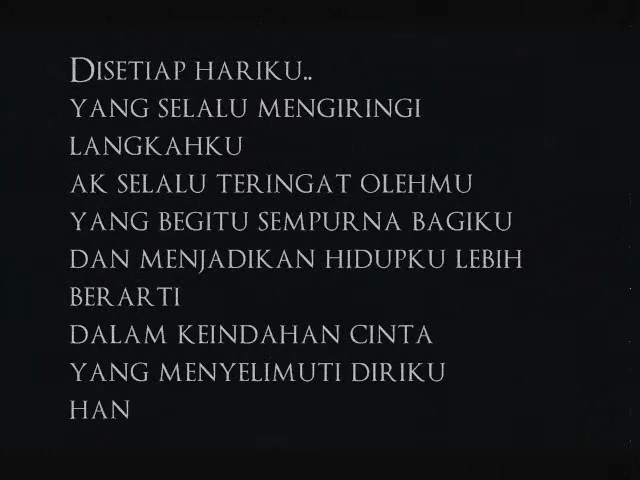 Disetiap hariku..
yang selalu mengiringi
langkahku
ak selalu teringat olehmu
yang begitu sempurna bagiku
dan menjadikan hidupku lebih
berarti
dalam keindahan cinta
yang menyelimuti diriku
han